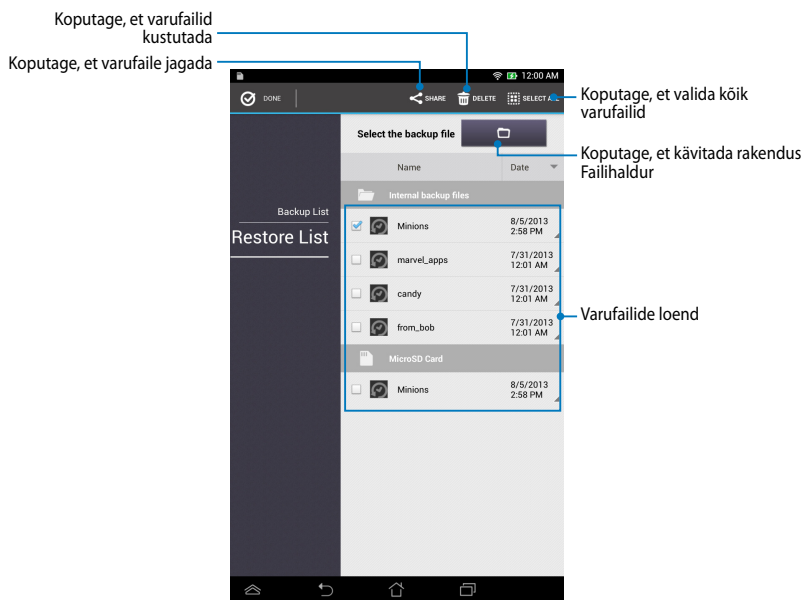 Koputage, et varufailid
kustutada
Koputage, et varufaile jagada
12:00 AM
DONE
SHARE
DELETE
SELECT ALL
Koputage, et valida kõik
varufailid
Select the backup file
Koputage, et kävitada rakendus
Failihaldur
Name
Date
Internal backup files
Backup List
Restore List
Minions
8/5/2013
2:58 PM
marvel_apps
7/31/2013
12:01 AM
candy
7/31/2013
12:01 AM
from_bob
7/31/2013
12:01 AM
Varufailide loend
MicroSD Card
Minions
8/5/2013
2:58 PM